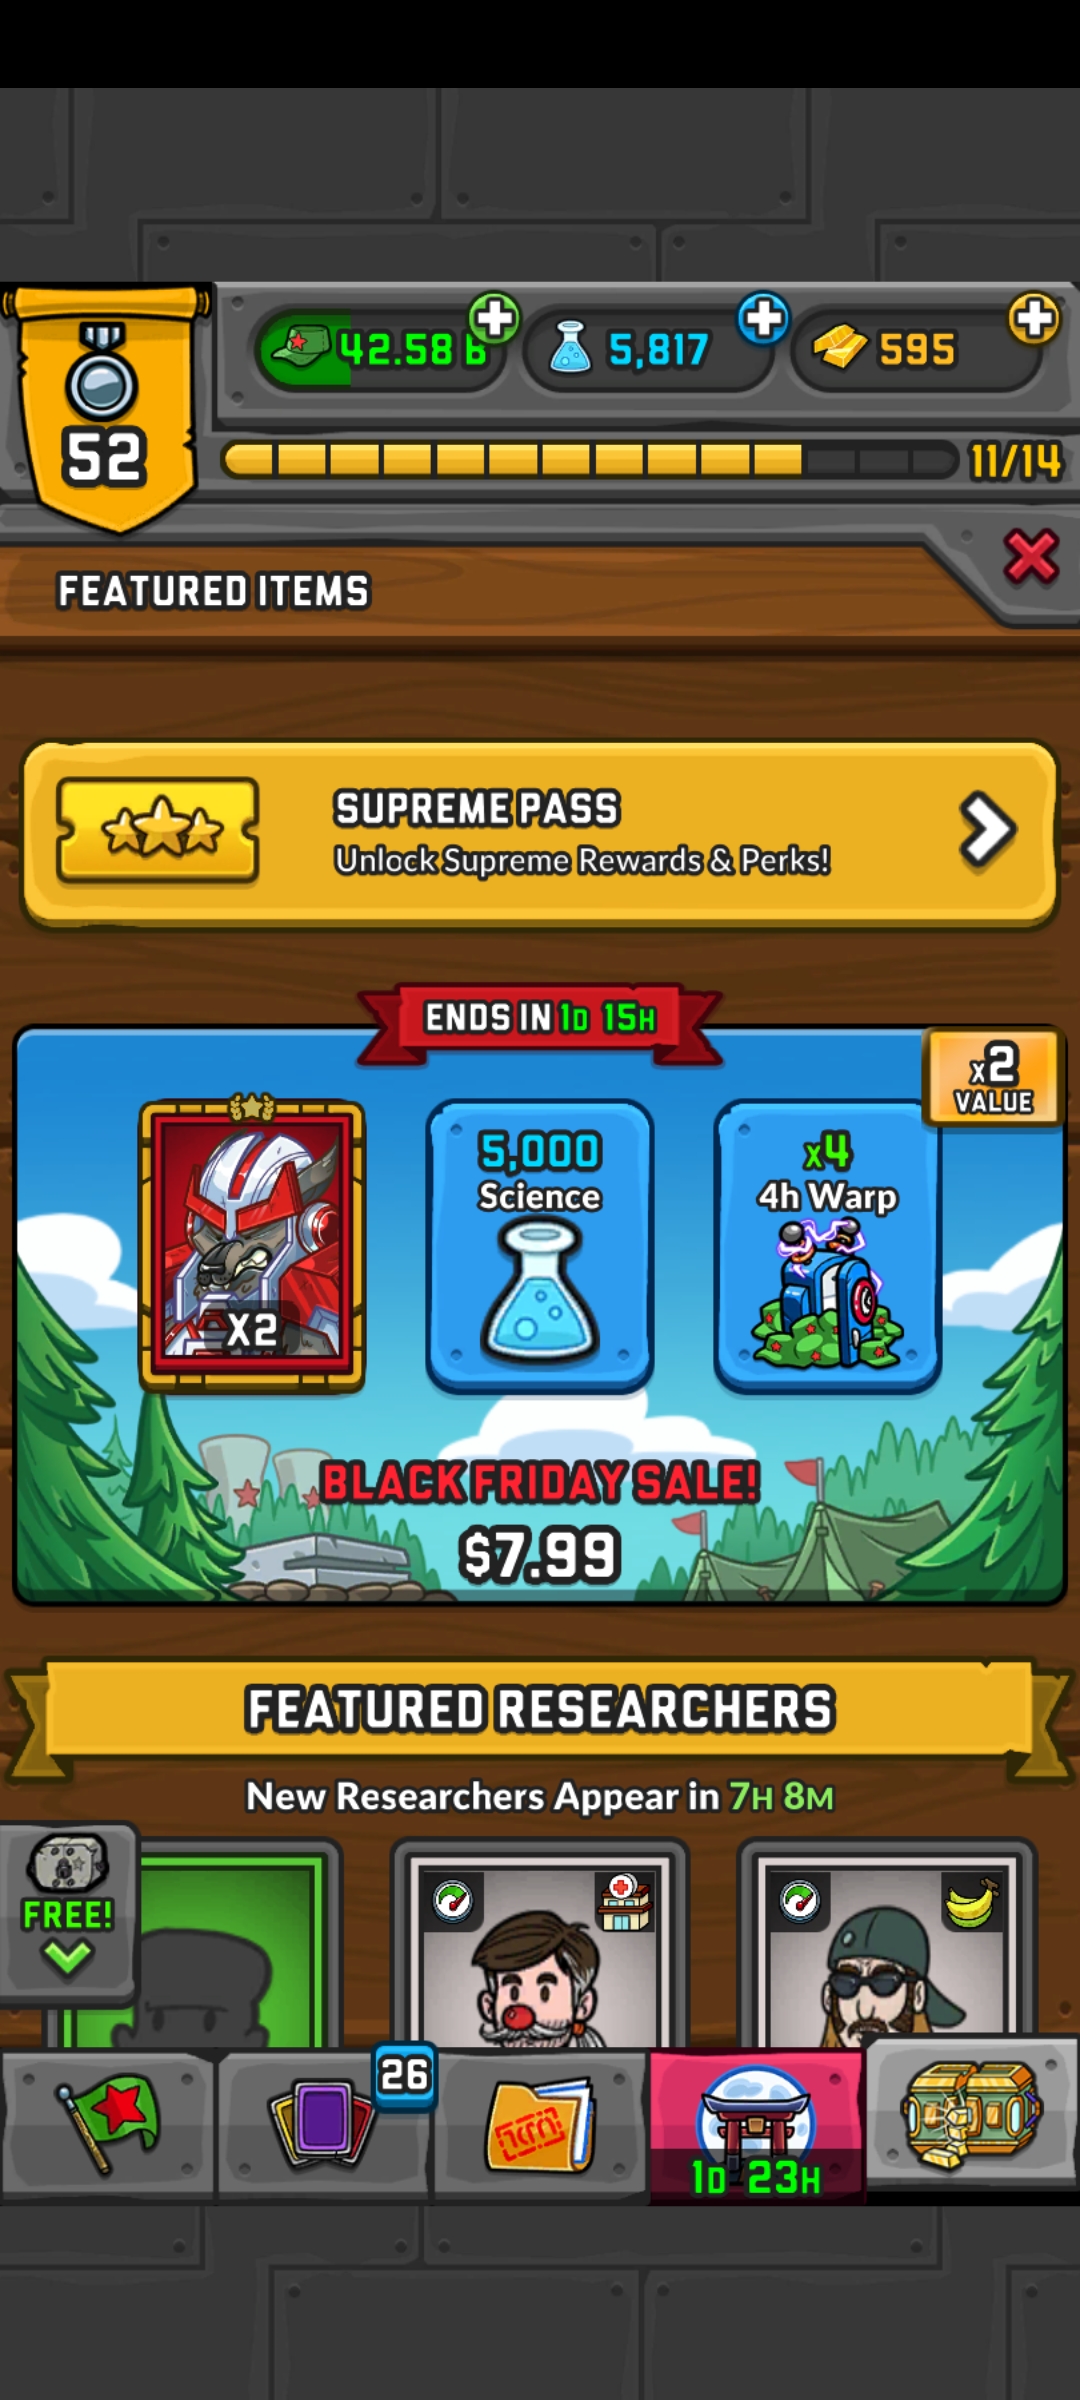 42.58 B
5,817
595
52
11/14
FEATURED ITEMS
SUPREME PASS
Unlock Supreme Rewards & Perks!
ENDS IN 1D 15H
x2
VALUE
X2
5,000
Science
x4
4h Warp
BLACK FRIDAY SALE!
$7.99
FEATURED RESEARCHERS
New Researchers Appear in 7H 8M
FREE!
26
1D 23H